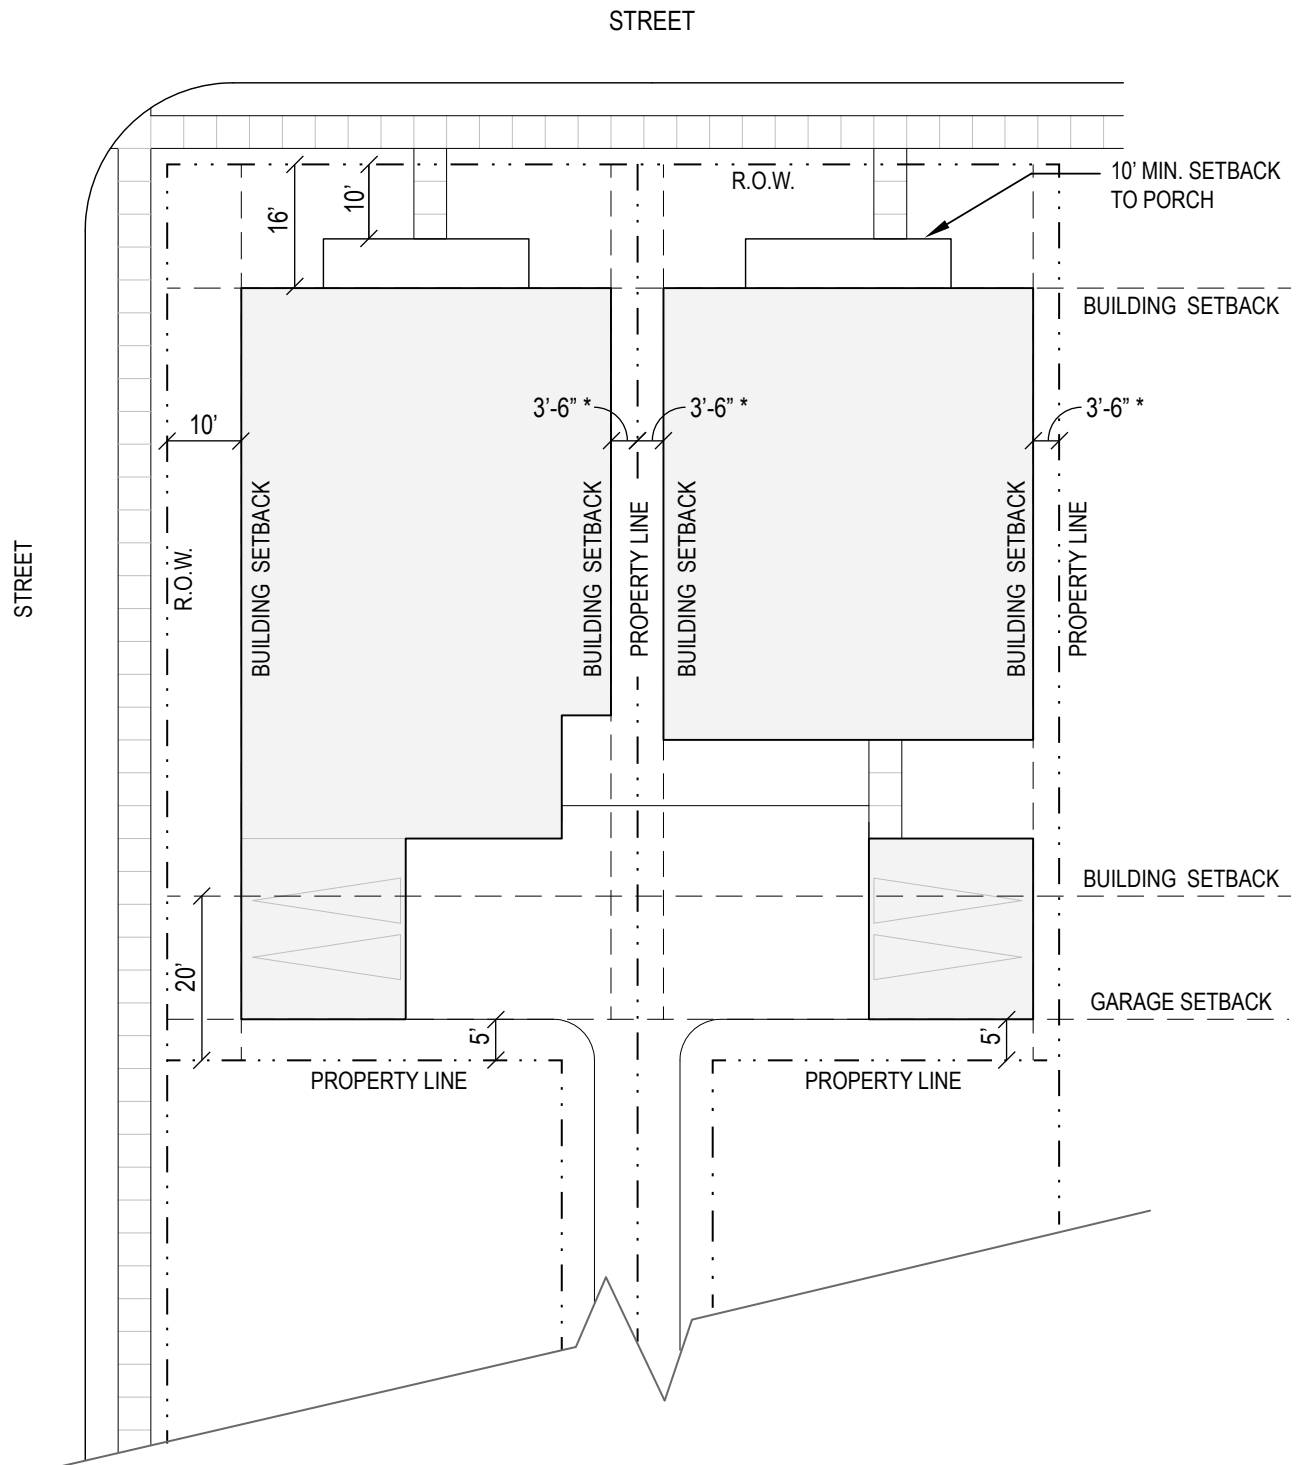 STREET
R.O.W.
10’ MIN. SETBACK
TO PORCH
10’
16’
BUILDING SETBACK
3’-6” *
3’-6” *
3’-6” *
10’
STREET
R.O.W.
BUILDING SETBACK
BUILDING SETBACK
PROPERTY LINE
BUILDING SETBACK
BUILDING SETBACK
PROPERTY LINE
BUILDING SETBACK
20’
GARAGE SETBACK
5’
5’
PROPERTY LINE
PROPERTY LINE